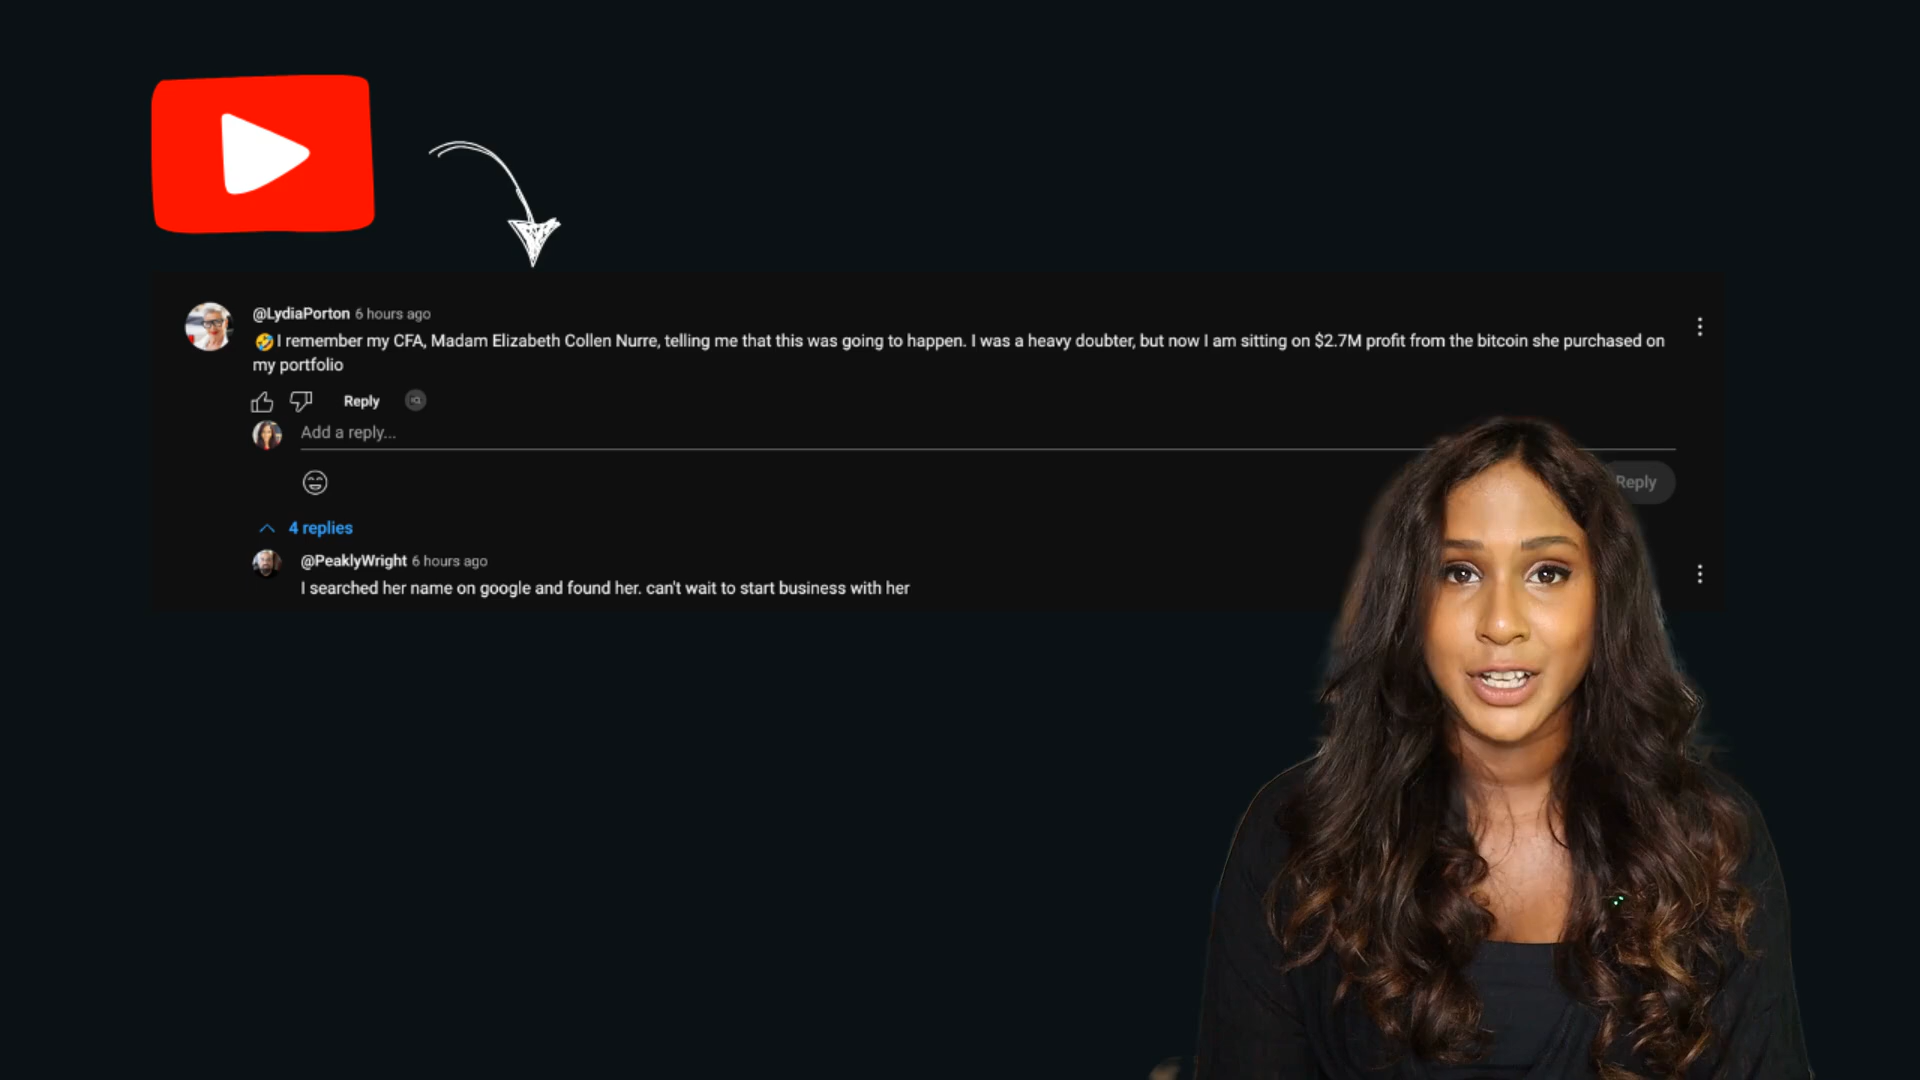 @LydiaPorton 6 hours ago
🤣I remember my CFA, Madam Elizabeth Collen Nurre, telling me that this was going to happen. I was a heavy doubter, but now I am sitting on $2.7M profit from the bitcoin she purchased on
my portfolio
Reply
Add a reply...
Reply
4 replies
@PeaklyWright 6 hours ago
I searched her name on google and found her. can't wait to start business with her